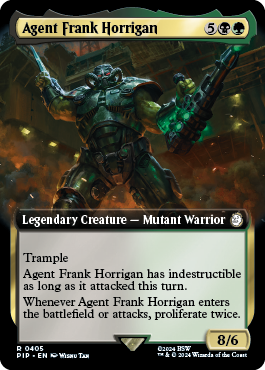 Agent Frank Horrigan 5
Legendary Creature — Mutant Warrior
Trample
Agent Frank Horrigan has indestructible
as long as it attacked this turn.
Whenever Agent Frank Horrigan enters
the battlefield or attacks, proliferate twice.
8/6
R 0405
PIP • EN Wisnu Tan
©2024 BSW
™ & © 2024 Wizards of the Coast